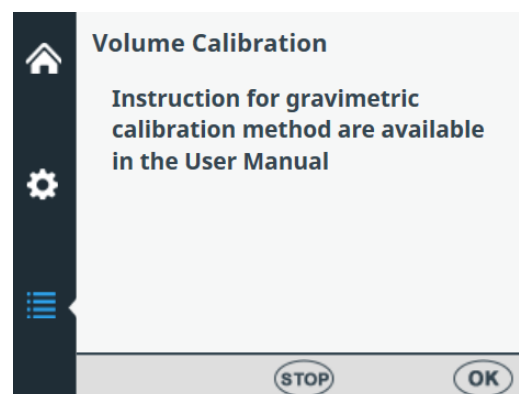 Volume Calibration
Instruction for gravimetric
calibration method are available
in the User Manual
STOP
OK